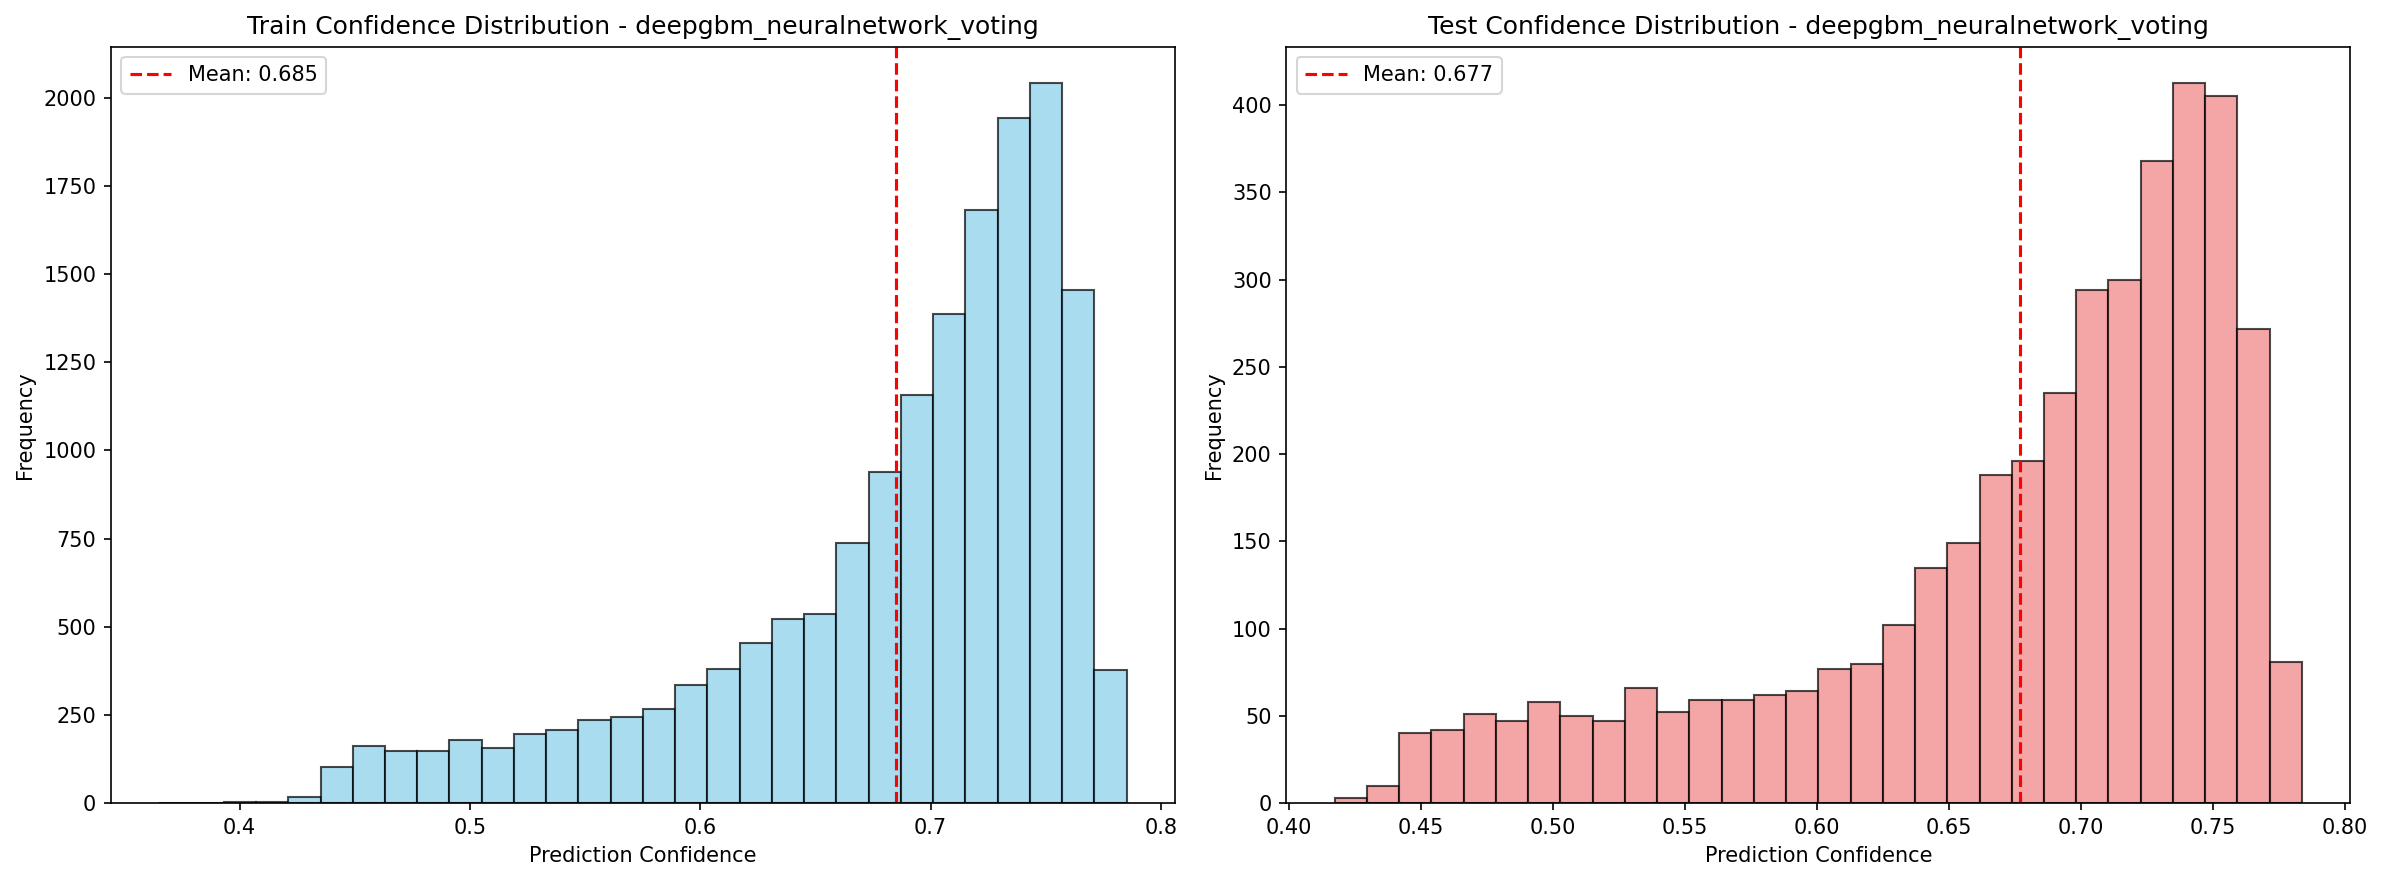 Train Confidence Distribution - deepgbm_neuralnetwork_voting
Mean: 0.685
Frequency
2000
1750
1500
1250
1000
750
500
250
0
0.4 0.5 0.6 0.7 0.8
Prediction Confidence
Test Confidence Distribution - deepgbm_neuralnetwork_voting
Mean: 0.677
Frequency
400
350
300
250
200
150
100
50
0
0.40 0.45 0.50 0.55 0.60 0.65 0.70 0.75 0.80
Prediction Confidence